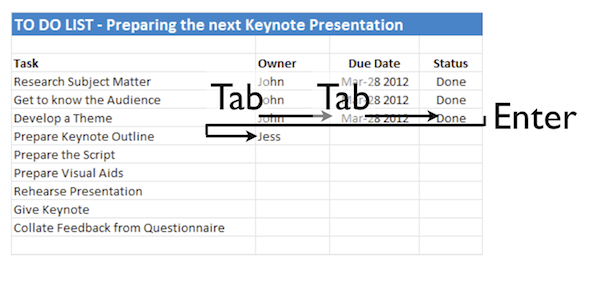 TO DO LIST - Preparing the next Keynote Presentation
Task Owner Due Date Status
Research Subject Matter John Mar-28 2012 Done
Get to know the Audience John Mar-28 2012 Done
Tab Tab
Develop a Theme John Mar-28 2012 Done
Enter
Prepare Keynote Outline Jess
Prepare the Script
Prepare Visual Aids
Rehearse Presentation
Give Keynote
Collate Feedback from Questionnaire